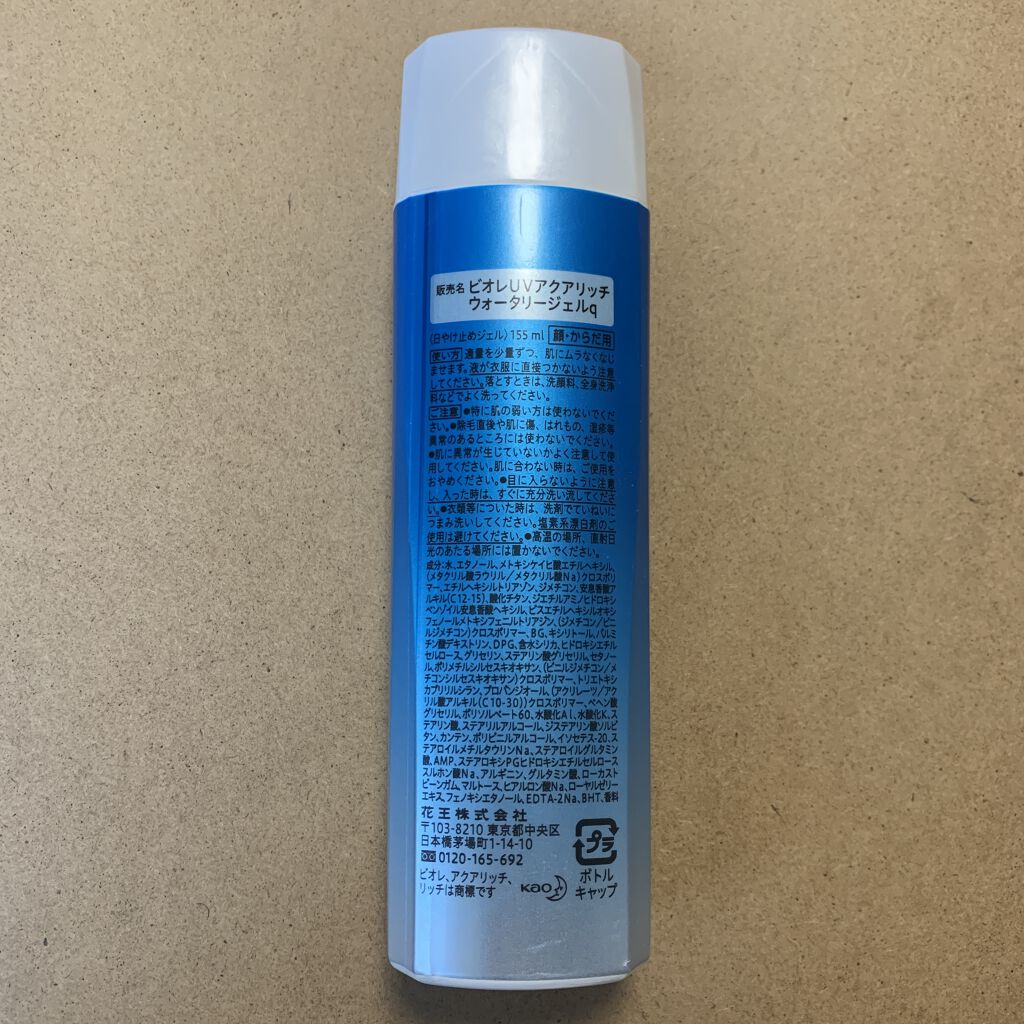 販売名 ビオレUVアクアリッチ
ウォータリージェルq
〈日やけ止めジェル〉155ml 顔・からだ用
使い方 適量を少量ずつ、肌にムラなくなじ
ませます。液が衣服に直接つかないよう注意
してください。落とすときは、洗顔料、全身洗浄
料などでよく洗ってください。
ご注意 ●特に肌の弱い方は使わないでくだ
さい。●除毛直後や肌に傷、はれもの、湿疹等
異常のあるところには使わないでください。
●肌に異常が生じていないかよく注意して使
用してください。肌に合わない時は、ご使用を
おやめください。●目に入らないように注意
し、入った時は、すぐに充分洗い流してくださ
い。●衣類等についた時は、洗剤でていねいに
つまみ洗いしてください。塩素系漂白剤のご
使用は避けてください。●高温の場所、直射日
光のあたる場所には置かないでください。
成分:水、エタノール、メトキシケイヒ酸エチルヘキシル、
(メタクリル酸ラウリル/メタクリル酸Na)クロスポリ
マー、エチルヘキシルトリアゾン、ジメチコン、安息香酸ア
ルキル(C12-15)、酸化チタン、ジエチルアミノヒドロキシ
ベンゾイル安息香酸ヘキシル、ビスエチルヘキシルオキシ
フェノールメトキシフェニルトリアジン、(ジメチコン/ビニ
ルジメチコン)クロスポリマー、BG、キシリトール、パルミ
チン酸デキストリン、DPG、含水シリカ、ヒドロキシエチル
セルロース、グリセリン、ステアリン酸グリセリル、セタノー
ル、ポリメチルシルセスキオキサン、(ビニルジメチコン/メ
チコンシルセスキオキサン)クロスポリマー、トリエトキシ
カプリリルシラン、プロパンジオール、(アクリレーツ/アク
リル酸アルキル(C10-30))クロスポリマー、ベヘン酸
グリセリル、ポリソルベート60、水酸化Al、水酸化K、ス
テアリン酸、ステアリルアルコール、ジステアリン酸ソルビ
タン、カンテン、ポリビニルアルコール、イソセテス-20、ス
テアロイルメチルタウリンNa、ステアロイルグルタミン
酸、AMP、ステアロキシPGヒドロキシエチルセルロース
スルホン酸Na、アルギニン、グルタミン酸、ローカスト
ビーンガム、マルトース、ヒアルロン酸Na、ローヤルゼリー
エキス、フェノキシエタノール、EDTA-2Na、BHT、香料
花王株式会社
〒103-8210 東京都中央区
日本橋茅場町1-14-10
0120-165-692
ビオレ、アクアリッチ、
リッチは商標です
Kao
プラ
ボトル
キャップ